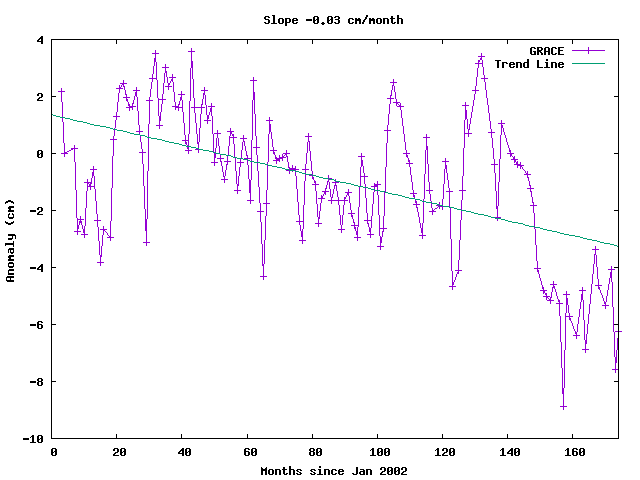 Slope -0.03 cm/month
GRACE
Trend Line
4
2
0
-2
-4
-6
-8
-10
Anomaly (cm)
0 20 40 60 80 100 120 140 160
Months since Jan 2002